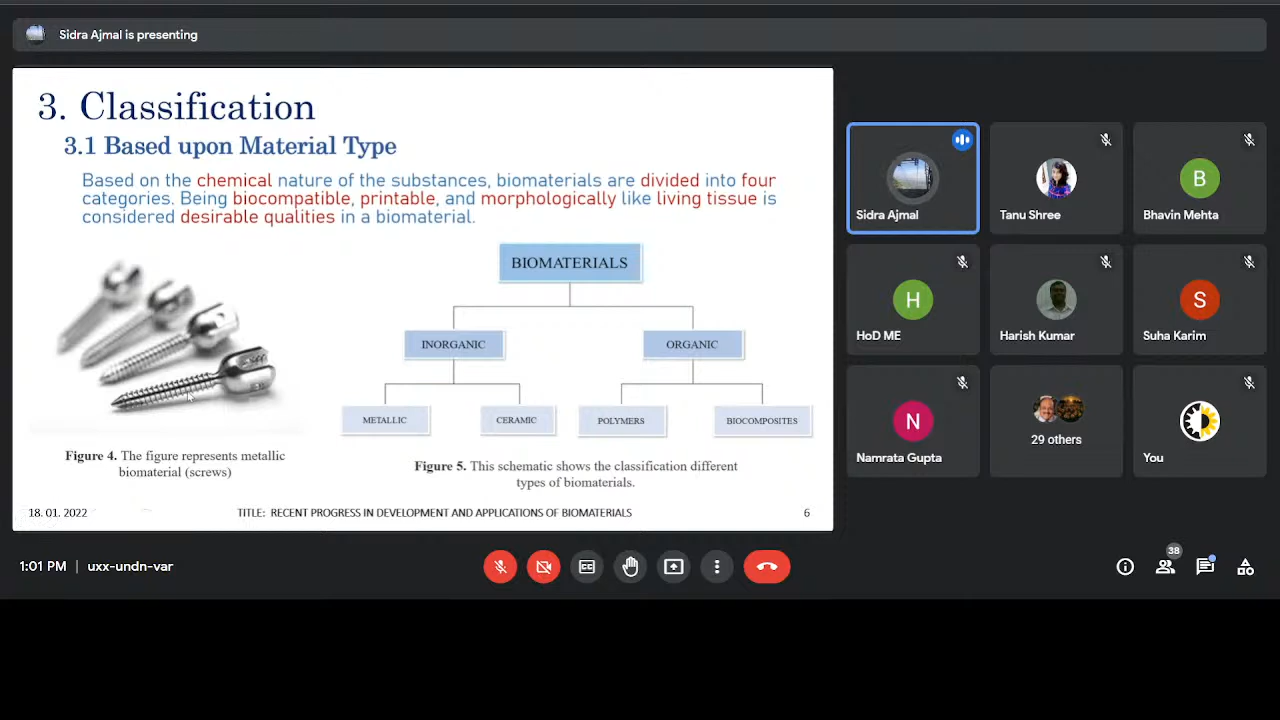 Sidra Ajmal is presenting
3. Classification
3.1 Based upon Material Type
Based on the chemical nature of the substances, biomaterials are divided into four
categories. Being biocompatible, printable, and morphologically like living tissue is
considered desirable qualities in a biomaterial.
BIOMATERIALS
INORGANIC
ORGANIC
METALLIC
CERAMIC
POLYMERS
BIOCOMPOSITES
Figure 4. The figure represents metallic
biomaterial (screws)
Figure 5. This schematic shows the classification different
types of biomaterials.
18. 01. 2022
TITLE: RECENT PROGRESS IN DEVELOPMENT AND APPLICATIONS OF BIOMATERIALS
6
Sidra Ajmal
Tanu Shree
B
Bhavin Mehta
H
HoD ME
Harish Kumar
S
Suha Karim
N
Namrata Gupta
29 others
You
1:01 PM | uxx-undn-var
CC
38